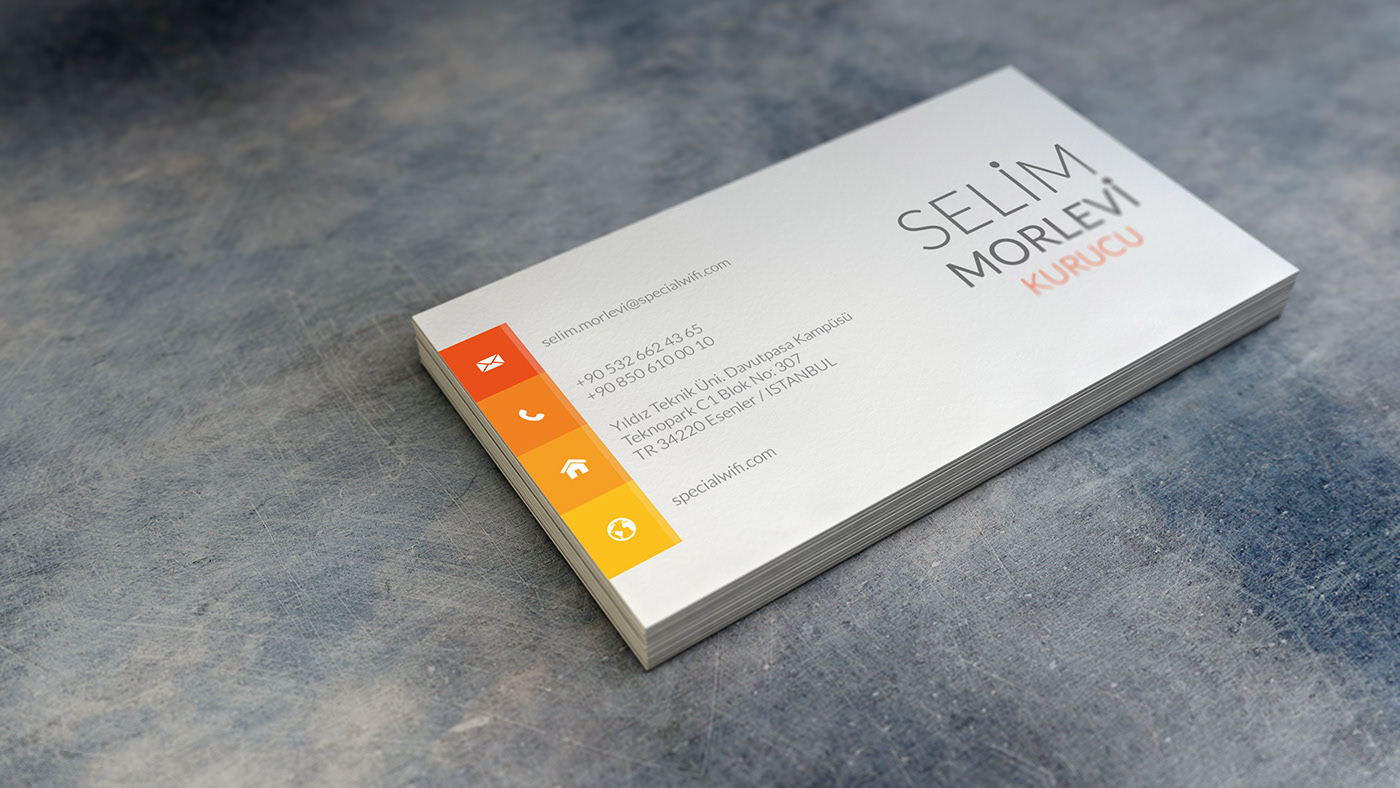 SELİM
MORLEVİ
KURUCU
selim.morlevi@specialwifi.com
+90 532 662 43 65
+90 850 610 00 10
Yıldız Teknik Üni. Davutpasa Kampüsü
Teknopark C1 Blok No: 307
TR 34220 Esenler / ISTANBUL
specialwifi.com